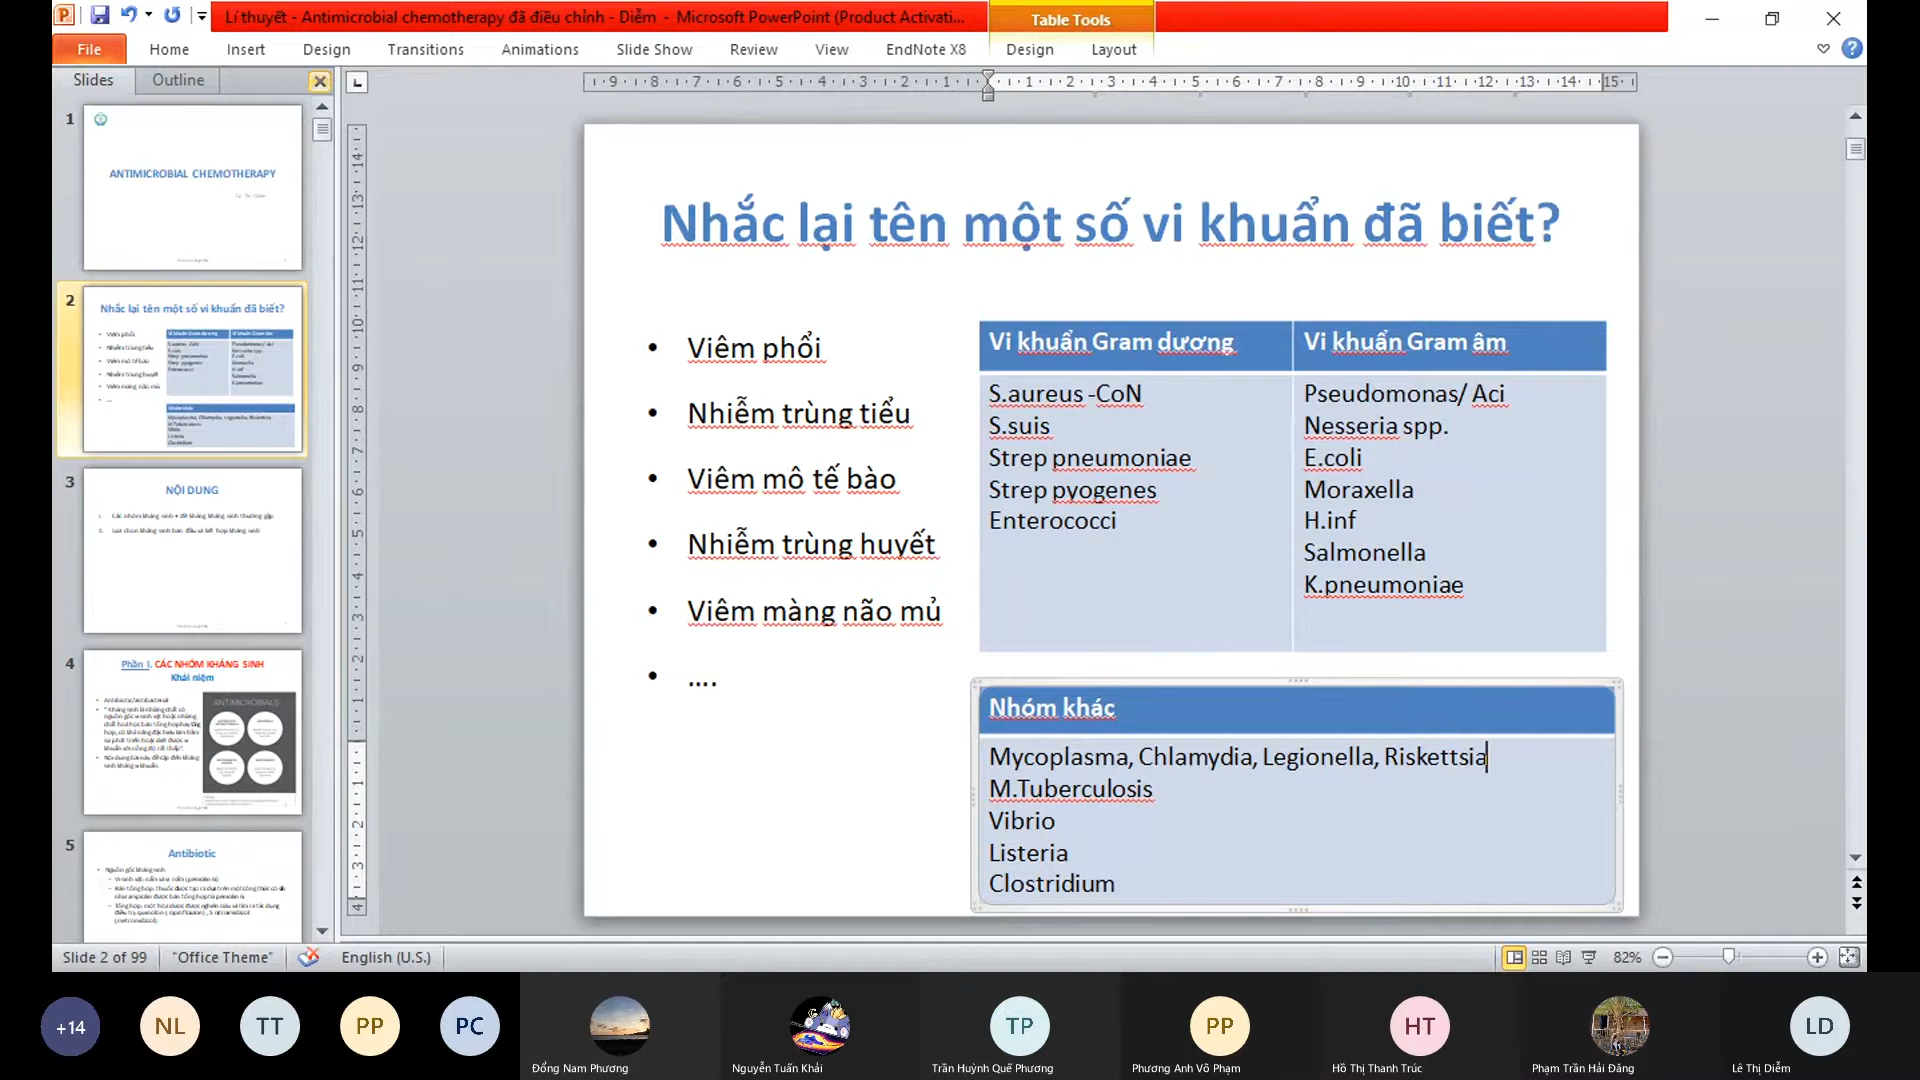 Lí thuyết - Antimicrobial chemotherapy đã điều chỉnh - Diễm - Microsoft PowerPoint (Product Activati...
Table Tools
File Home Insert Design Transitions Animations Slide Show Review View EndNote X8 Design Layout
Slides Outline
1
ANTIMICROBIAL CHEMOTHERAPY
2
Nhắc lại tên một số vi khuẩn đã biết?
3
NỘI DUNG
4
Phần I. CÁC NHÓM KHÁNG SINH
Khái niệm
ANTIMICROBIALS
5
Antibiotic
Nhắc lại tên một số vi khuẩn đã biết?
• Viêm phổi
• Nhiễm trùng tiểu
• Viêm mô tế bào
• Nhiễm trùng huyết
• Viêm màng não mủ
• ....
Vi khuẩn Gram dương
S.aureus -CoN
S.suis
Strep pneumoniae
Strep pyogenes
Enterococci
Vi khuẩn Gram âm
Pseudomonas/ Aci
Nesseria spp.
E.coli
Moraxella
H.inf
Salmonella
K.pneumoniae
Nhóm khác
Mycoplasma, Chlamydia, Legionella, Riskettsia
M.Tuberculosis
Vibrio
Listeria
Clostridium
Slide 2 of 99 "Office Theme" English (U.S.) 82%
+14 NL TT PP PC TP PP HT LD
Đổng Nam Phương
Nguyễn Tuấn Khải
Trần Huỳnh Quế Phương
Phương Anh Võ Phạm
Hồ Thị Thanh Trúc
Phạm Trần Hải Đăng
Lê Thị Diễm